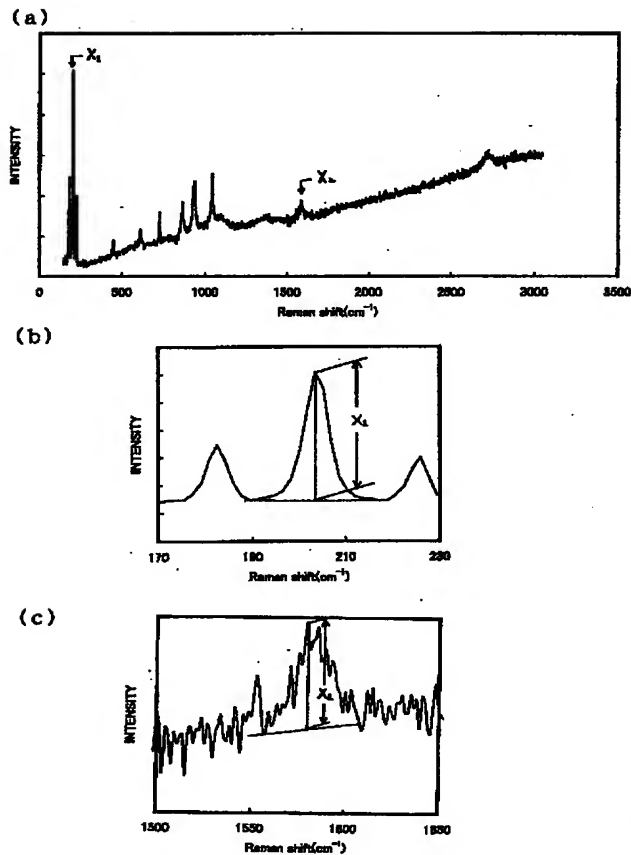 (a)
X₁
X₂
INTENSITY
0 500 1000 1500 2000 2500 3000 3500
Raman shift(cm⁻¹)
(b)
X₁
INTENSITY
170 190 210 230
Raman shift(cm⁻¹)
(c)
INTENSITY
1500 1550 1600 1650
Raman shift(cm⁻¹)